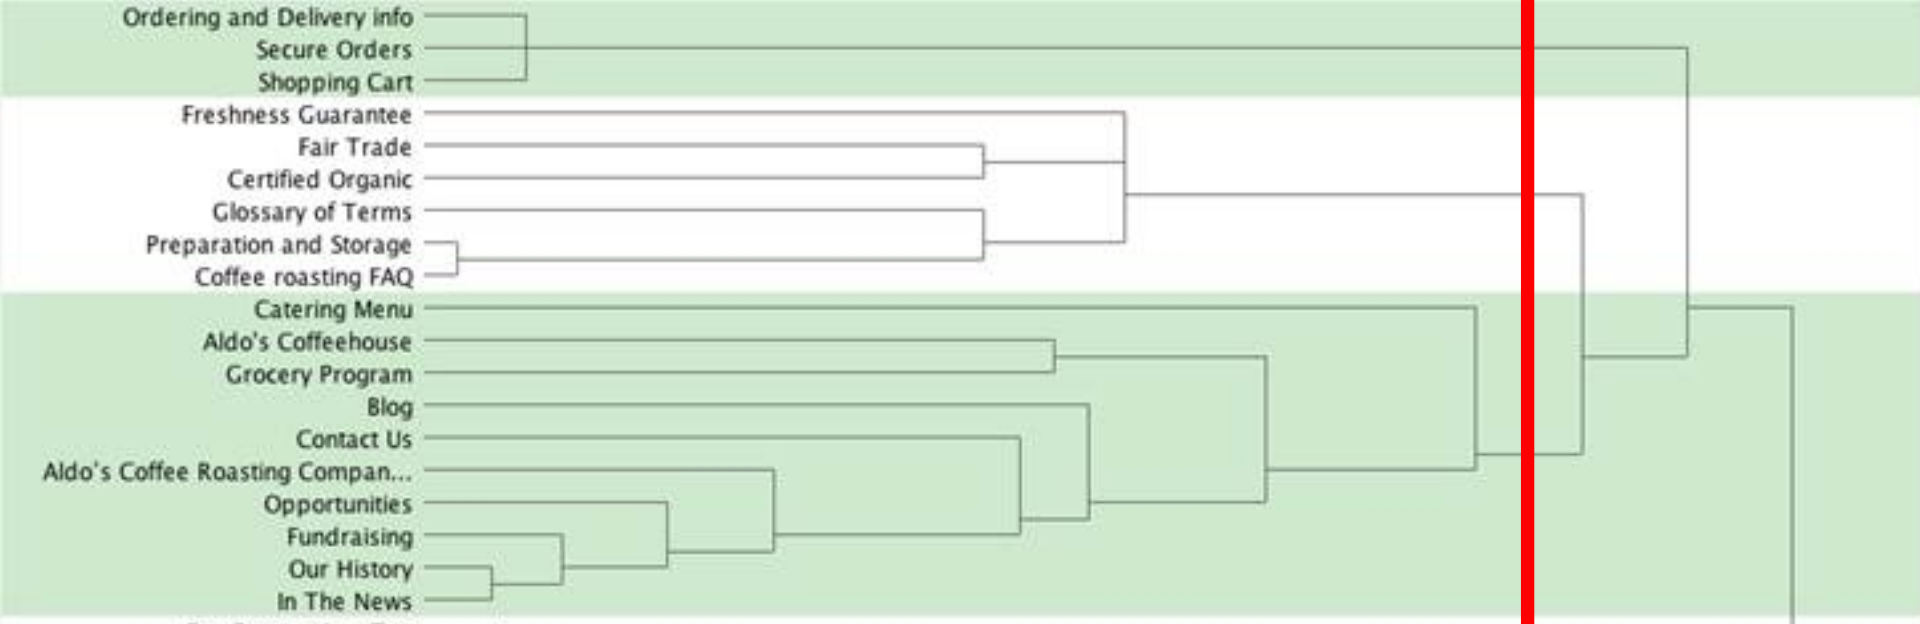 Ordering and Delivery info
Secure Orders
Shopping Cart
Freshness Guarantee
Fair Trade
Certified Organic
Glossary of Terms
Preparation and Storage
Coffee roasting FAQ
Catering Menu
Aldo's Coffeehouse
Grocery Program
Blog
Contact Us
Aldo's Coffee Roasting Compan...
Opportunities
Fundraising
Our History
In The News